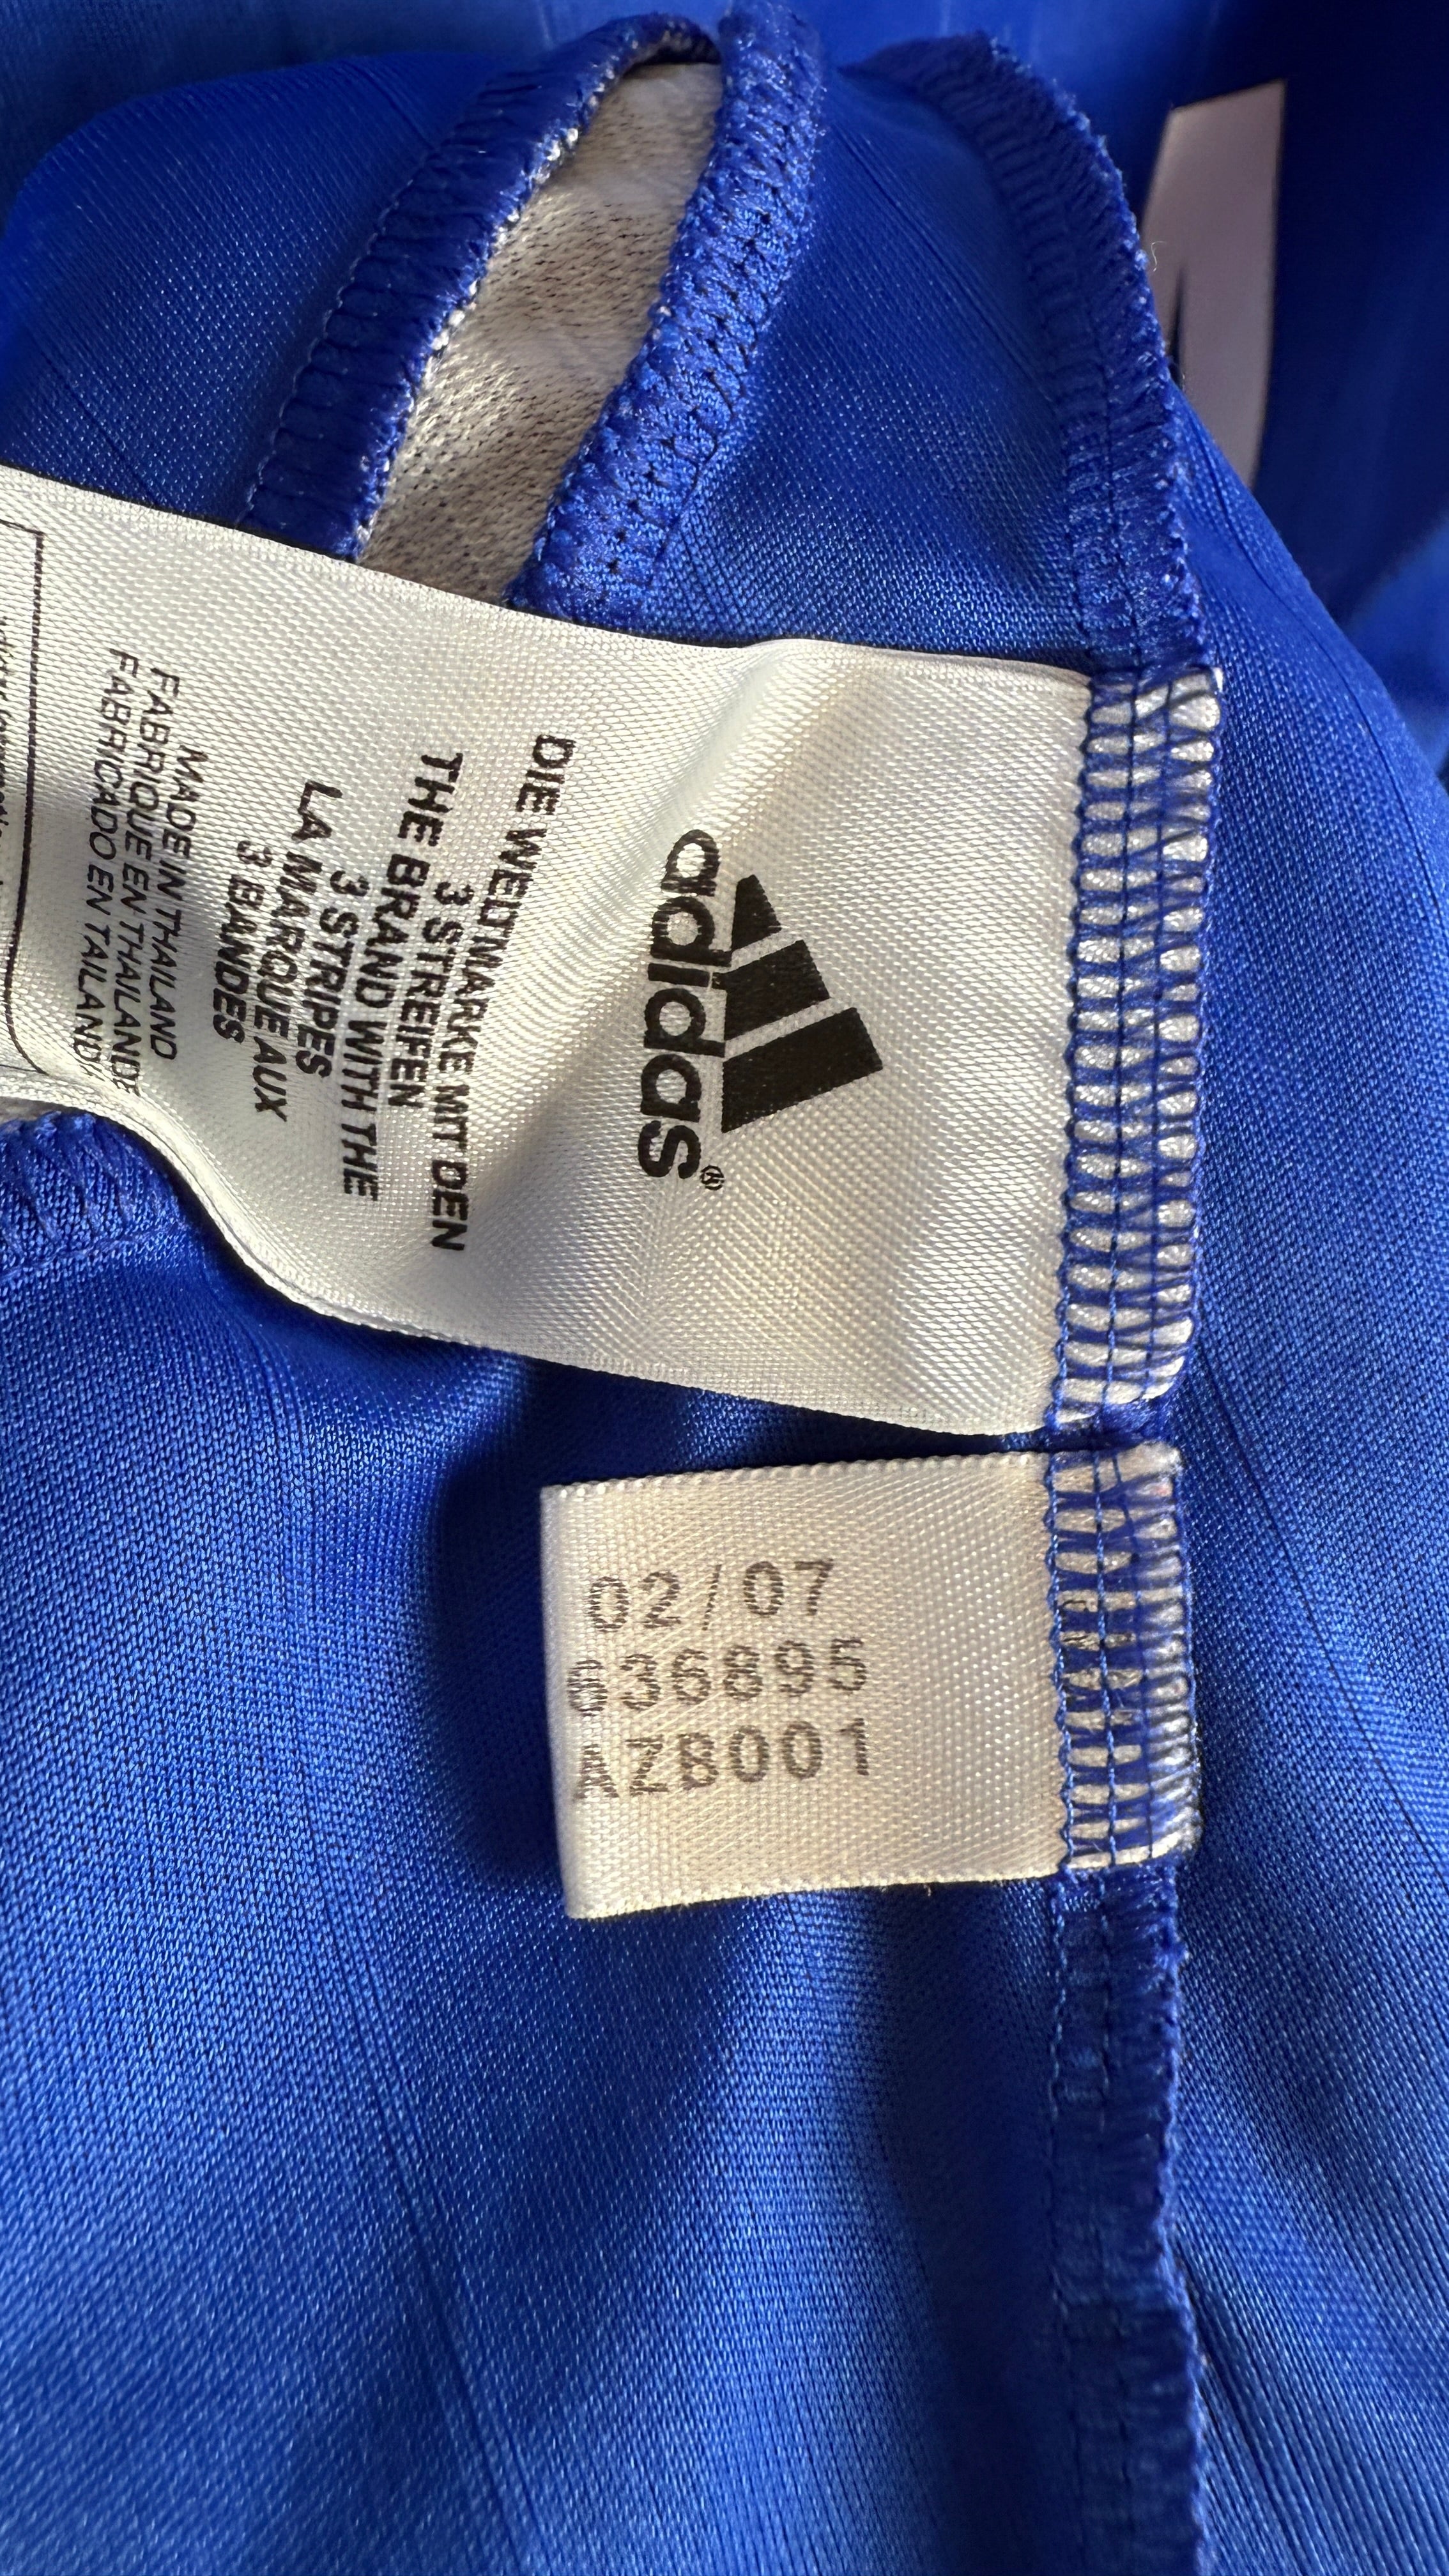 adidas®
DIE WELTMARKE MIT DEN
3 STREIFEN
THE BRAND WITH THE
3 STRIPES
LA MARQUE AUX
3 BANDES
MADE IN THAILAND
FABRIQUE EN THAILANDE
FABRICADO EN TAILANDIA
02/07
636895
AZB001